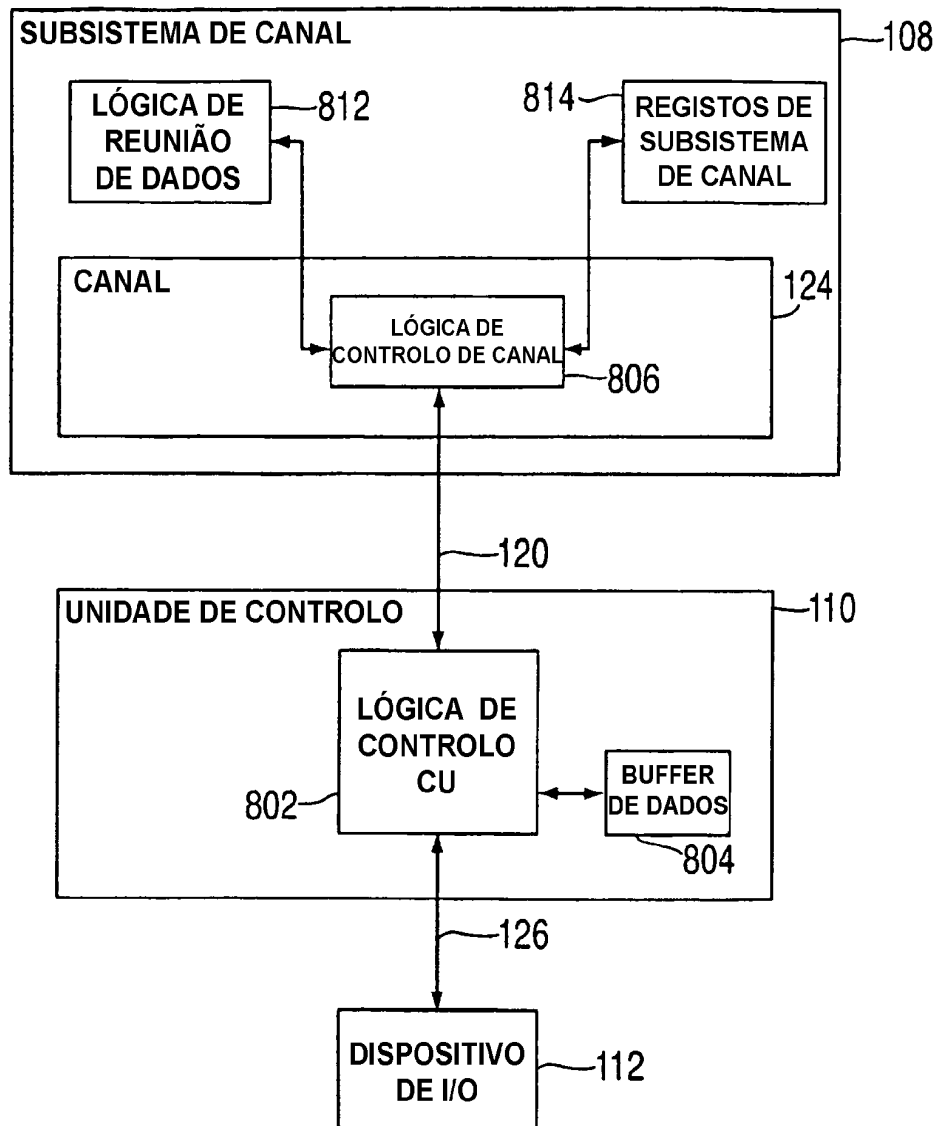 SUBSISTEMA DE CANAL
108
LÓGICA DE
REUNIÃO
DE DADOS
812
814
REGISTOS DE
SUBSISTEMA
DE CANAL
CANAL
124
LÓGICA DE
CONTROLO DE CANAL
806
120
UNIDADE DE CONTROLO
110
LÓGICA DE
CONTROLO
CU
802
BUFFER
DE DADOS
804
126
DISPOSITIVO
DE I/O
112